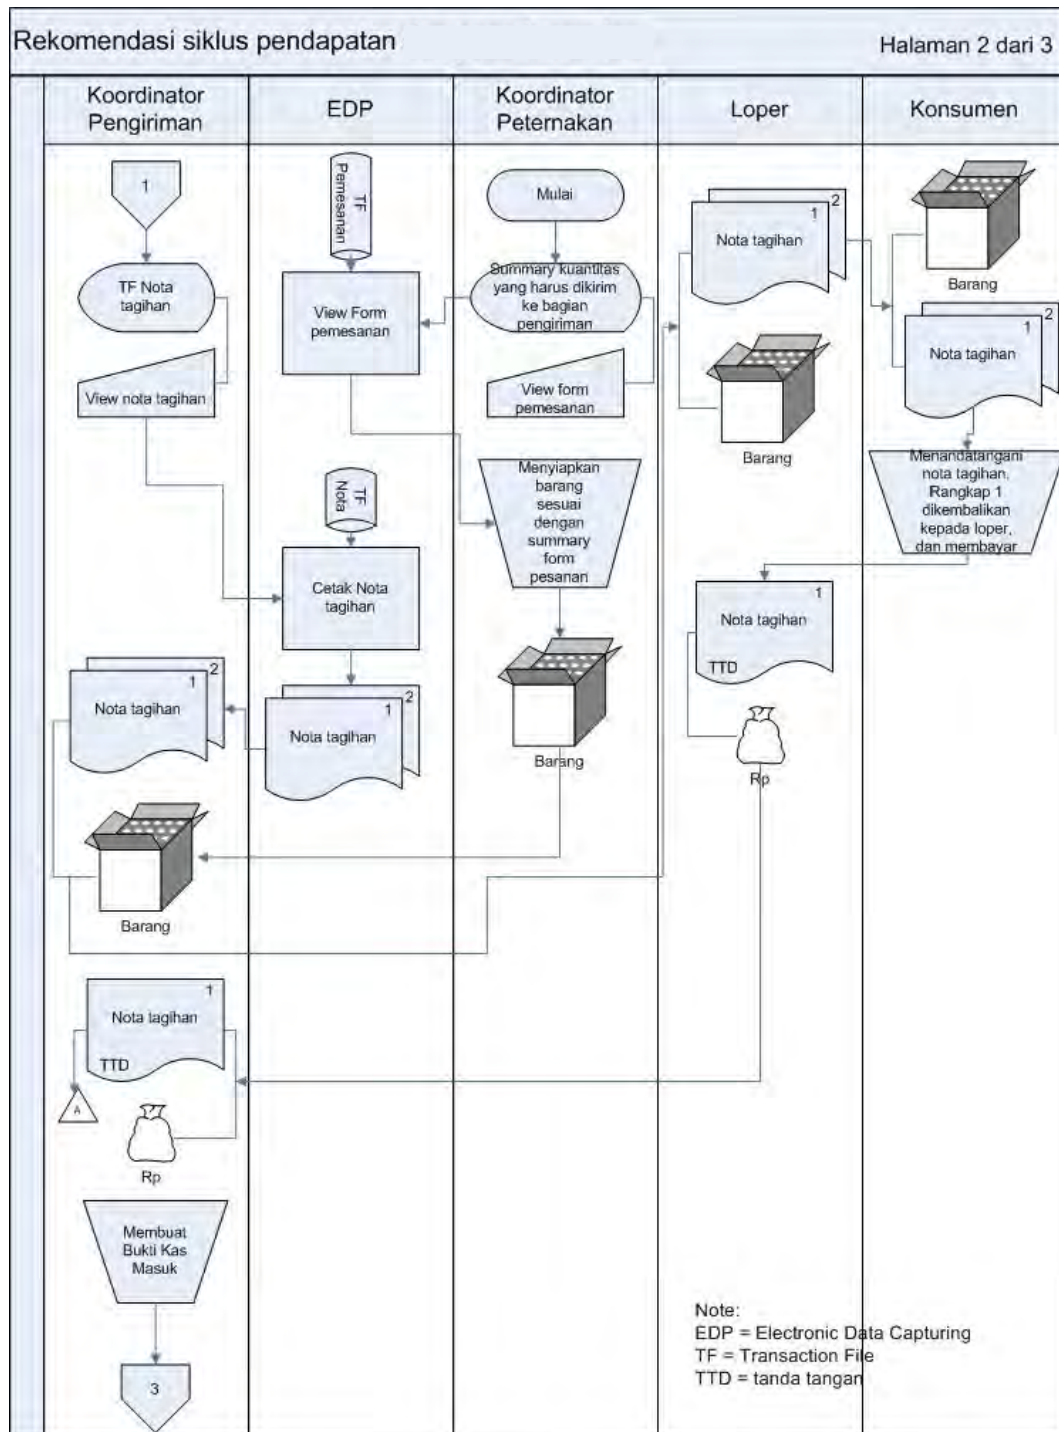 Rekomendasi siklus pendapatan
Halaman 2 dari 3
Koordinator
Pengiriman
EDP
Koordinator
Peternakan
Loper
Konsumen
1
TF Nota
tagihan
View nota tagihan
TF
Pemesanan
View Form
pemesanan
Mulai
Summary kuantitas
yang harus dikirim
ke bagian
pengiriman
View form
pemesanan
2
1
Nota tagihan
Barang
Barang
2
1
Nota tagihan
TF
Nota
Cetak Nota
tagihan
Menyiapkan
barang
sesuai
dengan
summary
form
pesanan
Menandatangani
nota tagihan.
Rangkap 1
dikembalikan
kepada loper,
dan membayar
1
Nota tagihan
TTD
Rp
2
1
Nota tagihan
2
1
Nota tagihan
Barang
Barang
1
Nota tagihan
TTD
A
Rp
Membuat
Bukti Kas
Masuk
3
Note:
EDP = Electronic Data Capturing
TF = Transaction File
TTD = tanda tangan